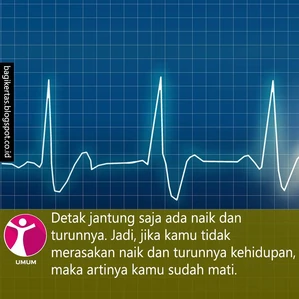 bagikertas.blogspot.co.id
Detak jantung saja ada naik dan
turunnya. Jadi, jika kamu tidak
merasakan naik dan turunnya kehidupan,
maka artinya kamu sudah mati.
UMUM